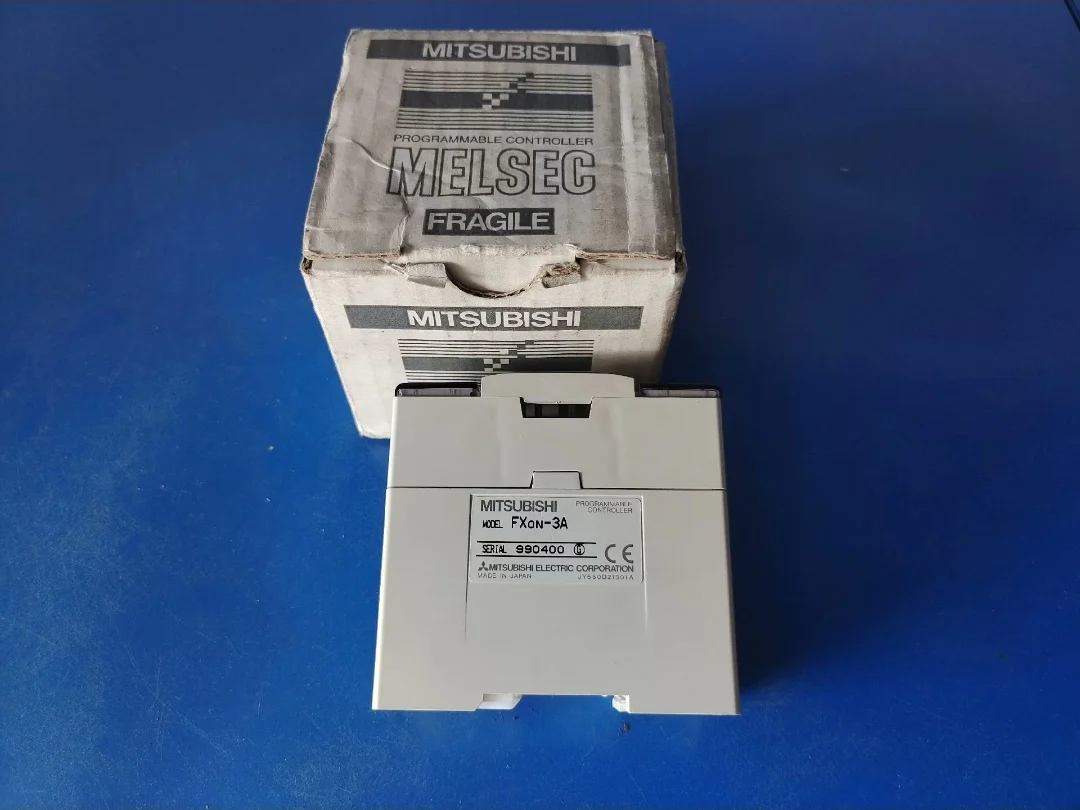 MITSUBISHI
PROGRAMMABLE CONTROLLER
MELSEC
FRAGILE
MITSUBISHI
MITSUBISHI PROGRAMMABLE
CONTROLLER
MODEL FX0N-3A
SERIAL 990400 G CE
MITSUBISHI ELECTRIC CORPORATION
MADE IN JAPAN JY550D21301A